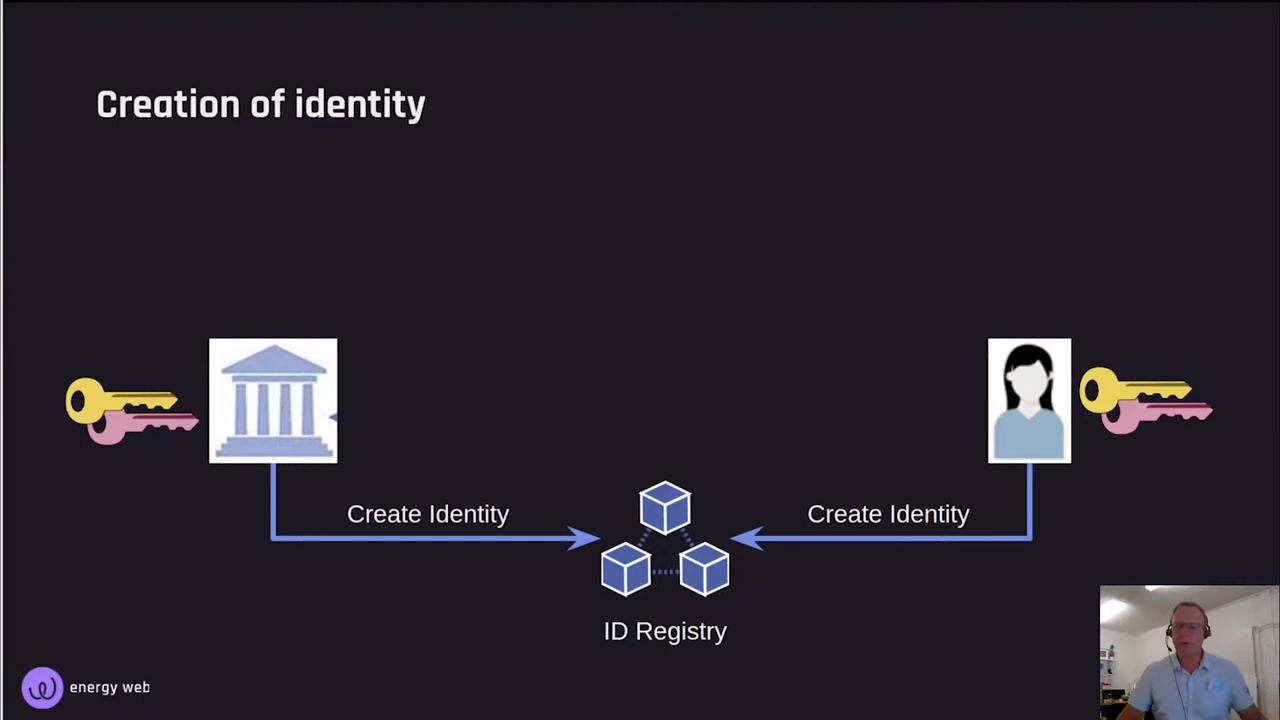 Creation of identity
Create Identity
Create Identity
ID Registry
energy web